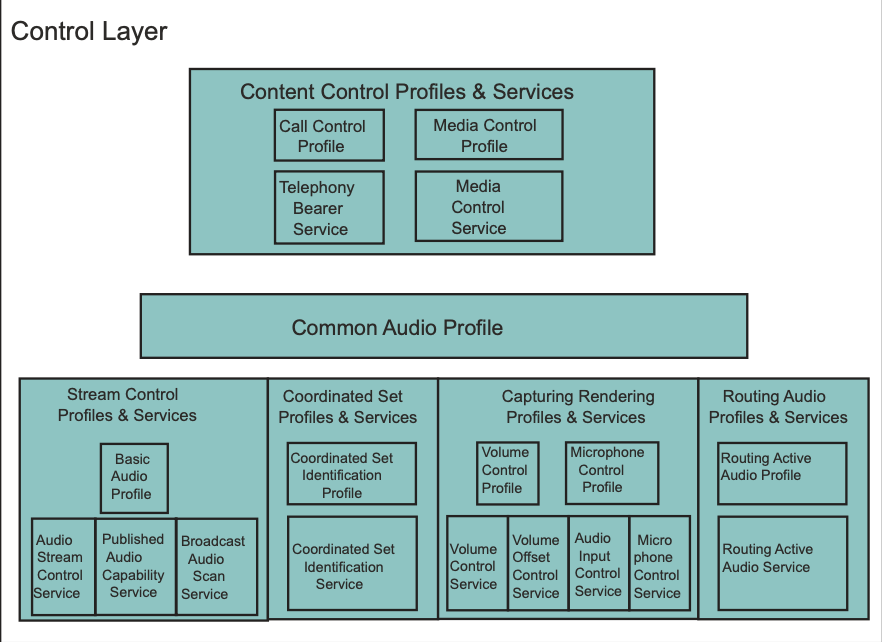 Control Layer
Content Control Profiles & Services
Call Control
Profile
Media Control
Profile
Telephony
Bearer
Service
Media
Control
Service
Common Audio Profile
Stream Control
Profiles & Services
Basic
Audio
Profile
Audio
Stream
Control
Service
Published
Audio
Capability
Service
Broadcast
Audio
Scan
Service
Coordinated Set
Profiles & Services
Coordinated Set
Identification
Profile
Coordinated Set
Identification
Service
Capturing Rendering
Profiles & Services
Volume
Control
Profile
Microphone
Control
Profile
Volume
Control
Service
Volume
Offset
Control
Service
Audio
Input
Control
Service
Micro
phone
Control
Service
Routing Audio
Profiles & Services
Routing Active
Audio Profile
Routing Active
Audio Service